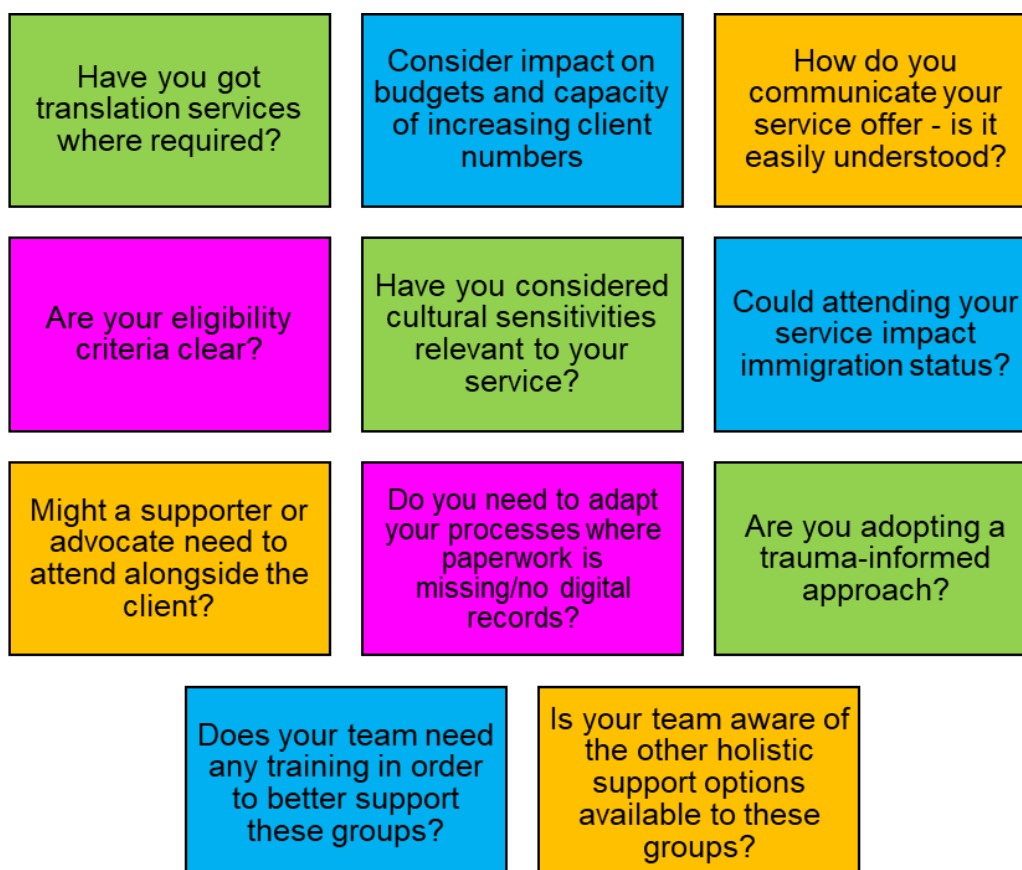 Have you got
translation services
where required?
Consider impact on
budgets and capacity
of increasing client
numbers
How do you
communicate your
service offer - is it
easily understood?
Are your eligibility
criteria clear?
Have you considered
cultural sensitivities
relevant to your
service?
Could attending your
service impact
immigration status?
Might a supporter or
advocate need to
attend alongside the
client?
Do you need to adapt
your processes where
paperwork is
missing/no digital
records?
Are you adopting a
trauma-informed
approach?
Does your team need
any training in order
to better support
these groups?
Is your team aware of
the other holistic
support options
available to these
groups?